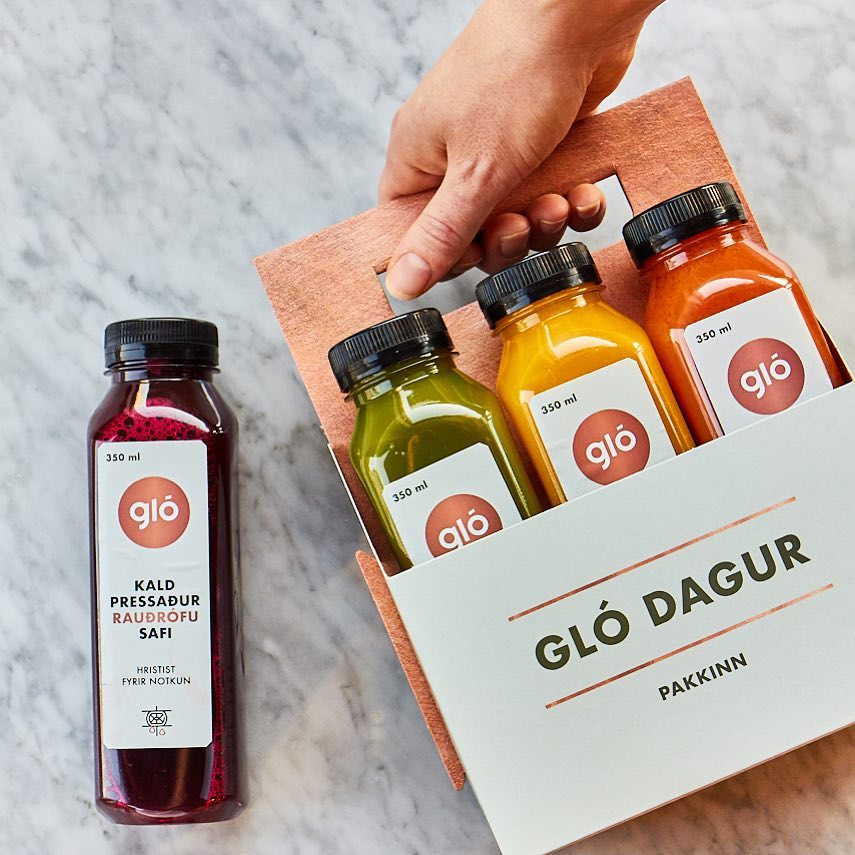 350 ml
gló
KALD
PRESSAÐUR
RAUÐRÓFU
SAFI
HRISTIST
FYRIR NOTKUN
350 ml
gló
350 ml
gló
350 ml
gló
GLÓ DAGUR
PAKKINN